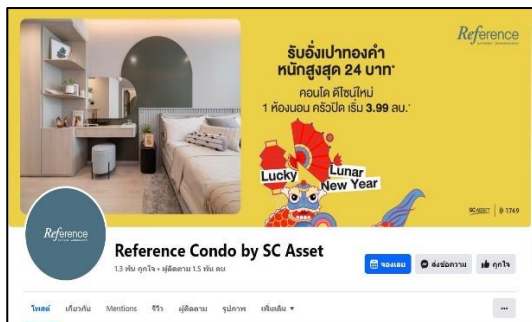 Reference
รับอั่งเปาทองคำ
หนักสูงสุด 24 บาท*
คอนโด ดีไซน์ใหม่
1 ห้องนอน ครัวปิด เริ่ม 3.99 ลบ.*
Lucky Lunar
New Year
SC ASSET | 1749
Reference
Reference Condo by SC Asset
1.3 พัน ถูกใจ • ผู้ติดตาม 1.5 พัน คน
จองเลย ส่งข้อความ ถูกใจ
โพสต์ เกี่ยวกับ Mentions รีวิว ผู้ติดตาม รูปภาพ เพิ่มเติม